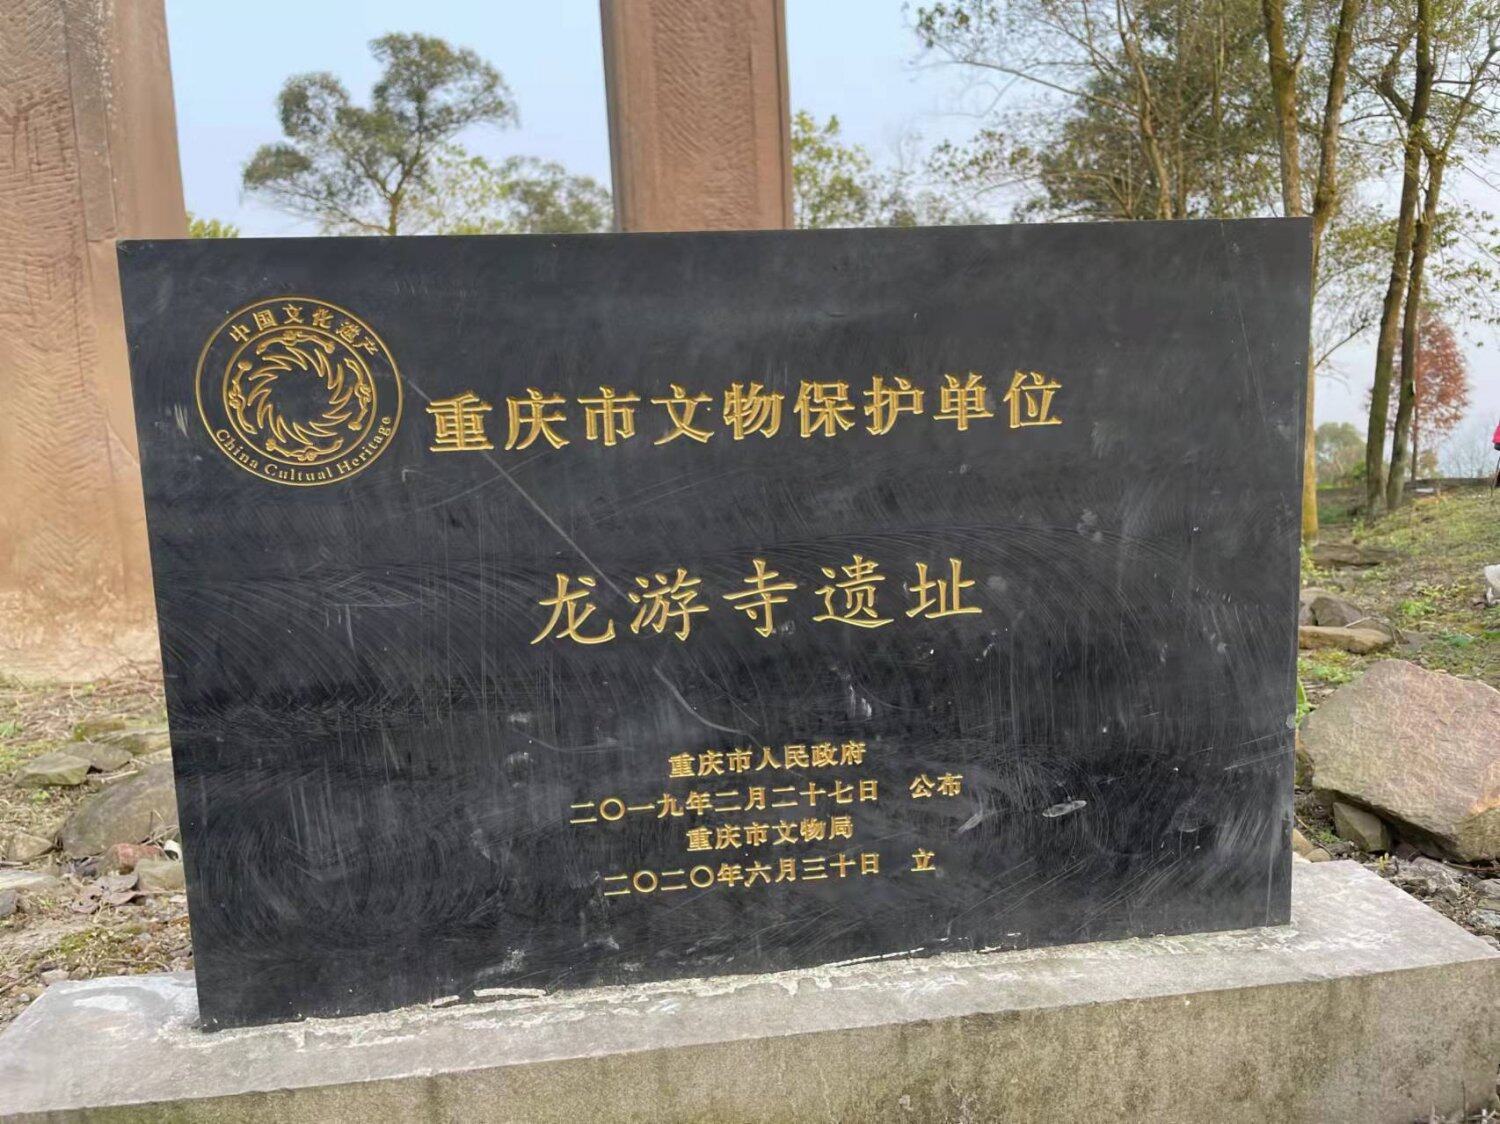 中国文化遗产
China Cultual Heritage
重庆市文物保护单位
龙游寺遗址
重庆市人民政府
二〇一九年二月二十七日 公布
重庆市文物局
二〇二〇年六月三十日 立